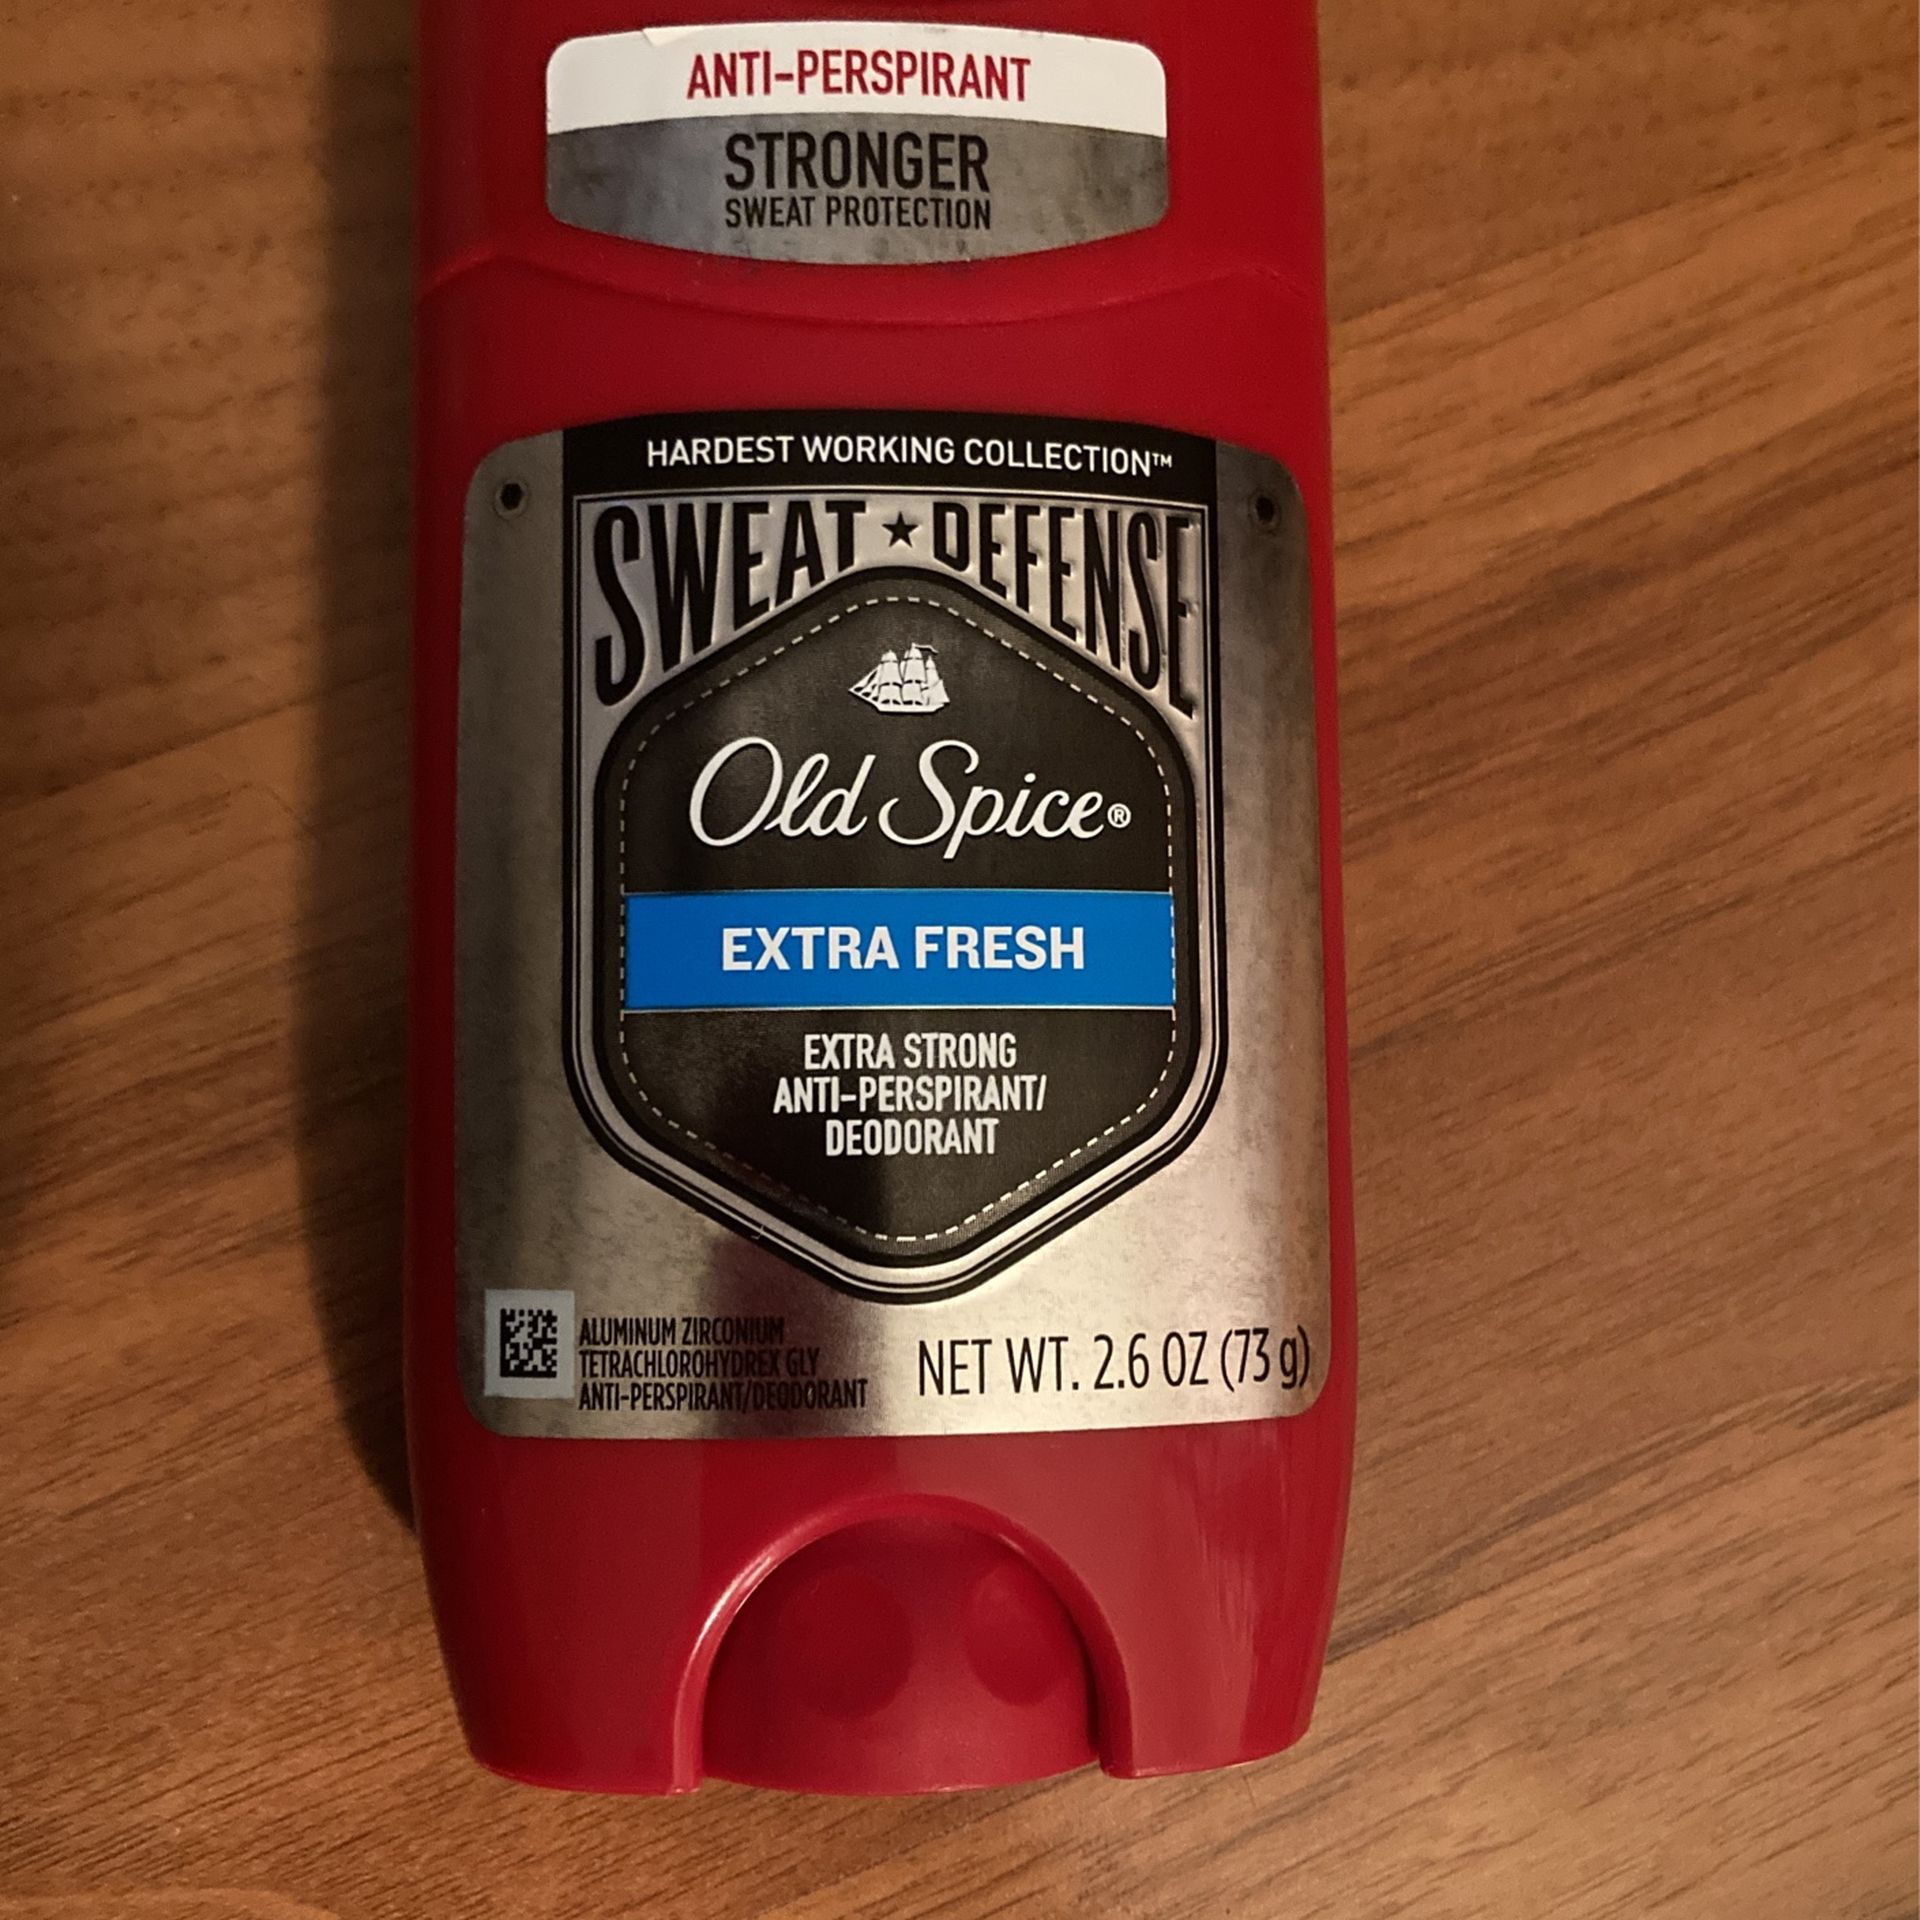 ANTI-PERSPIRANT
STRONGER
SWEAT PROTECTION
HARDEST WORKING COLLECTION™
SWEAT★DEFENSE
Old Spice®
EXTRA FRESH
EXTRA STRONG
ANTI-PERSPIRANT/
DEODORANT
ALUMINUM ZIRCONIUM
TETRACHLOROHYDREX GLY
ANTI-PERSPIRANT/DEODORANT
NET WT. 2.6 OZ (73 g)